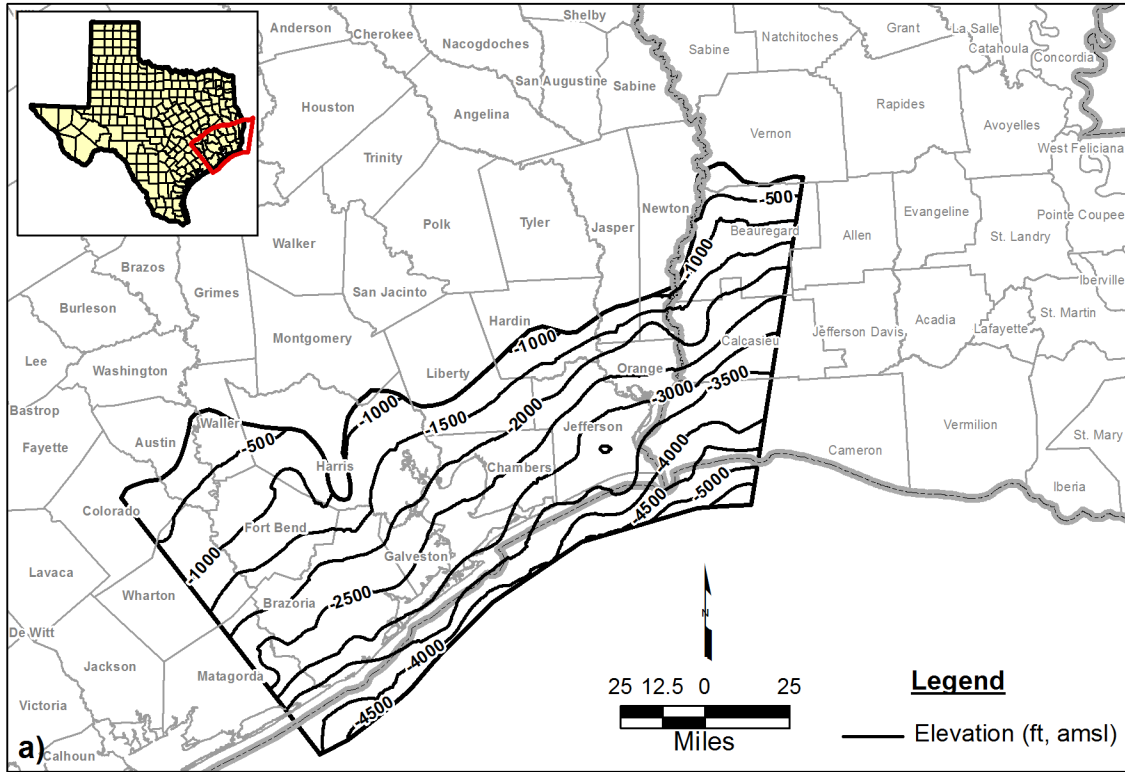 Shelby
Anderson
Cherokee
Nacogdoches
Sabine
Natchitoches
Grant
La Salle
Catahoula
Concordia
San Augustine
Sabine
Houston
Angelina
Rapides
Avoyelles
Vernon
West Feliciana
Trinity
-500
Newton
Evangeline
Pointe Coupee
Polk
Tyler
Jasper
Beauregard
Allen
St. Landry
Walker
-1000
Brazos
Grimes
San Jacinto
Iberville
Burleson
Hardin
St. Martin
Montgomery
-1000
Jefferson Davis
Acadia
Lafayette
Calcasieu
Lee
Washington
Liberty
Orange
-3500
-1000
-3000
Bastrop
-1500
-2000
Waller
Jefferson
Vermilion
St. Mary
Fayette
Austin
-500
-4000
Cameron
Harris
Chambers
Iberia
-4500
-5000
Colorado
Fort Bend
Galveston
-1000
Lavaca
Wharton
-2500
Brazoria
N
De Witt
-4000
Jackson
Matagorda
25 12.5 0 25
Legend
Victoria
-4500
Miles
Elevation (ft, amsl)
a)
Calhoun